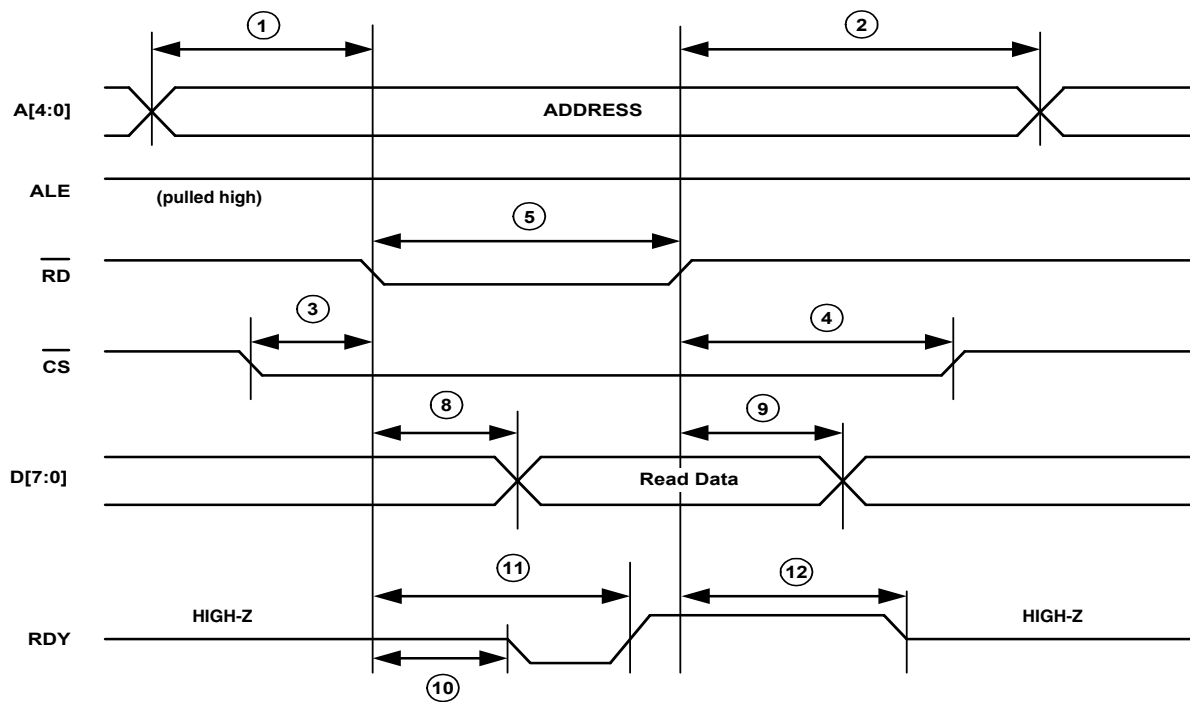 1
2
A[4:0]
ADDRESS
ALE
(pulled high)
5
RD
3
4
CS
8
9
D[7:0]
Read Data
11
12
HIGH-Z
HIGH-Z
RDY
10